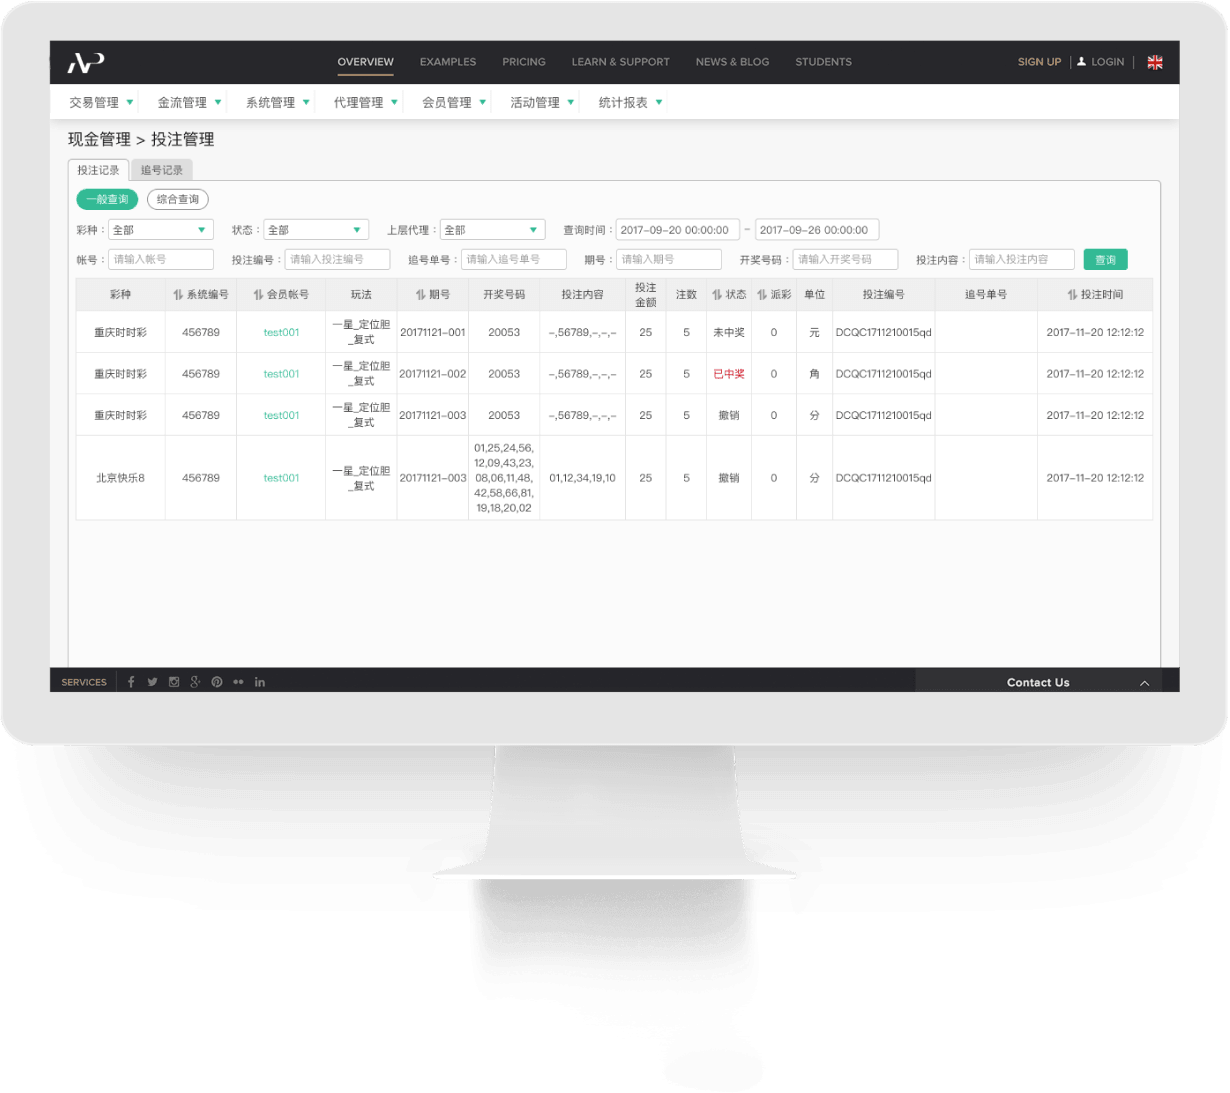 OVERVIEW EXAMPLES PRICING LEARN & SUPPORT NEWS & BLOG STUDENTS SIGN UP LOGIN
交易管理 金流管理 系统管理 代理管理 会员管理 活动管理 统计报表
现金管理 > 投注管理
投注记录 追号记录
一般查询 综合查询
彩种：全部 状态：全部 上层代理：全部 查询时间：2017-09-20 00:00:00 - 2017-09-26 00:00:00
帐号：请输入帐号 投注编号：请输入投注编号 追号单号：请输入追号单号 期号：请输入期号 开奖号码：请输入开奖号码 投注内容：请输入投注内容 查询
彩种 系统编号 会员帐号 玩法 期号 开奖号码 投注内容 投注金额 注数 状态 派彩 单位 投注编号 追号单号 投注时间
重庆时时彩 456789 test001 一星_定位胆_复式 20171121-001 20053 -,56789,-,-,- 25 5 未中奖 0 元 DCQC1711210015qd 2017-11-20 12:12:12
重庆时时彩 456789 test001 一星_定位胆_复式 20171121-002 20053 -,56789,-,-,- 25 5 已中奖 0 角 DCQC1711210015qd 2017-11-20 12:12:12
重庆时时彩 456789 test001 一星_定位胆_复式 20171121-003 20053 -,56789,-,-,- 25 5 撤销 0 分 DCQC1711210015qd 2017-11-20 12:12:12
北京快乐8 456789 test001 一星_定位胆_复式 20171121-003 01,25,24,56,12,09,43,23,08,06,11,48,42,58,66,81,19,18,20,02 01,12,34,19,10 25 5 撤销 0 分 DCQC1711210015qd 2017-11-20 12:12:12
SERVICES Contact Us